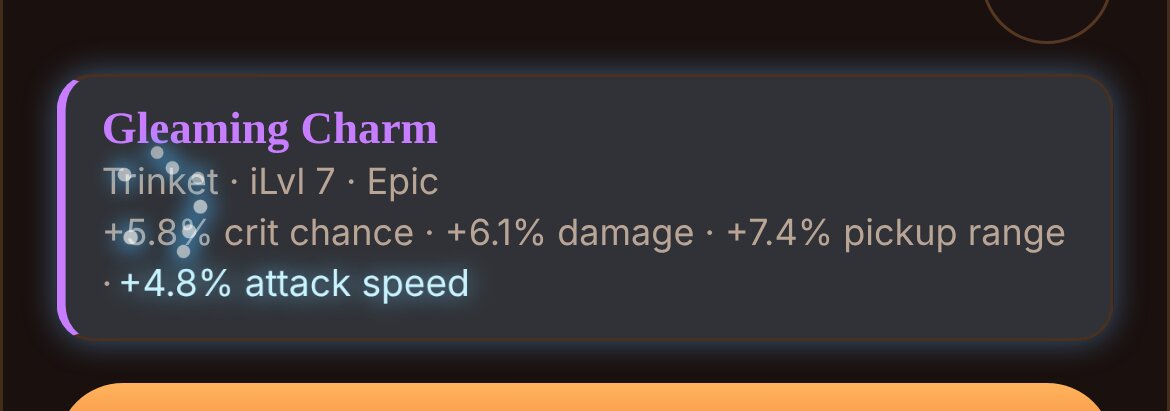 Gleaming Charm
Trinket · iLvl 7 · Epic
+5.8% crit chance · +6.1% damage · +7.4% pickup range
· +4.8% attack speed